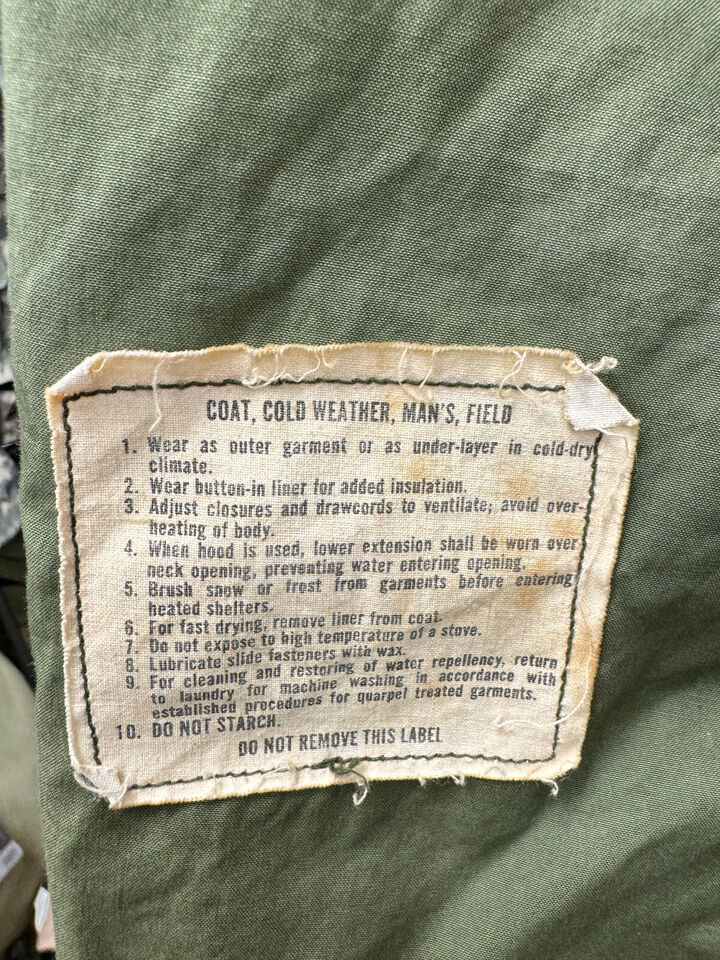 COAT, COLD WEATHER, MAN'S, FIELD
1. Wear as outer garment or as under-layer in cold-dry
climate.
2. Wear button-in liner for added insulation.
3. Adjust closures and drawcords to ventilate; avoid over-
heating of body.
4. When hood is used, lower extension shall be worn over
neck opening, preventing water entering opening.
5. Brush snow or frost from garments before entering
heated shelters.
6. For fast drying, remove liner from coat.
7. Do not expose to high temperature of a stove.
8. Lubricate slide fasteners with wax.
9. For cleaning and restoring of water repellency, return
to laundry for machine washing in accordance with
established procedures for quarpel treated garments.
10. DO NOT STARCH.
DO NOT REMOVE THIS LABEL